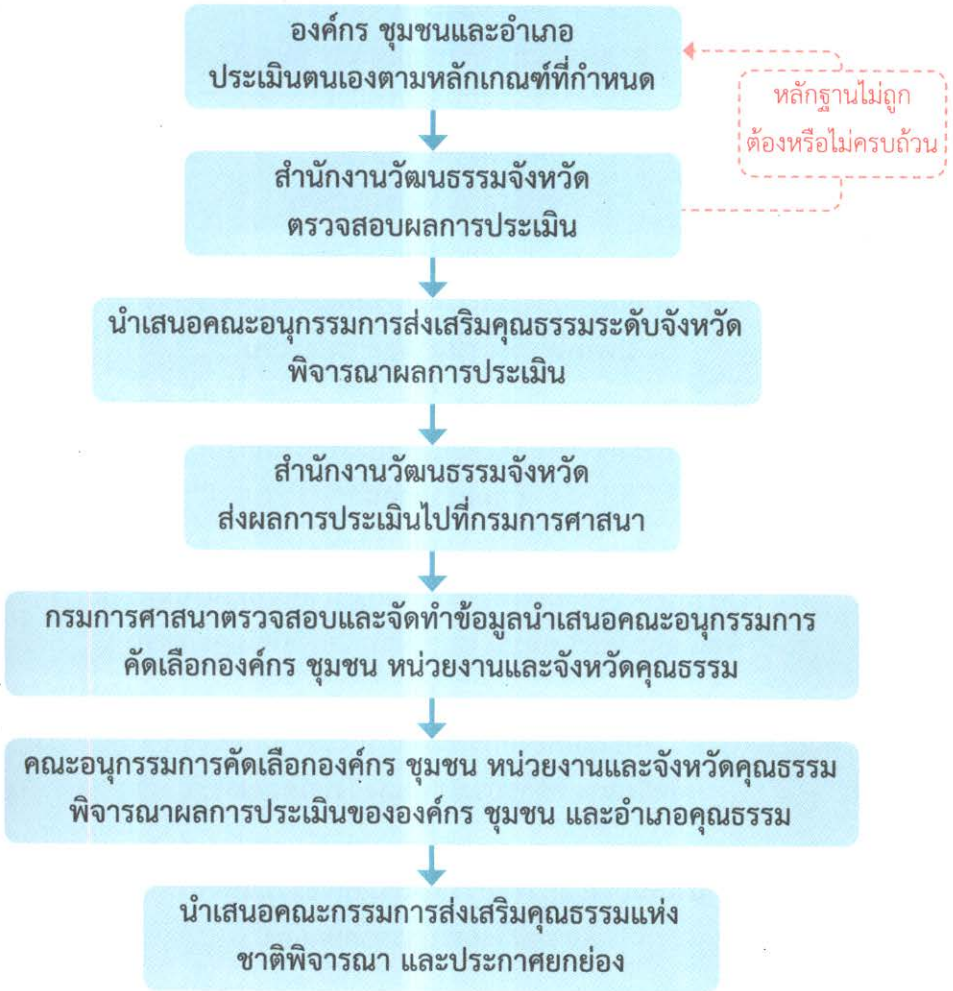 องค์กร ชุมชนและอำเภอ
ประเมินตนเองตามหลักเกณฑ์ที่กำหนด
หลักฐานไม่ถูก
ต้องหรือไม่ครบถ้วน
สำนักงานวัฒนธรรมจังหวัด
ตรวจสอบผลการประเมิน
นำเสนอคณะอนุกรรมการส่งเสริมคุณธรรมระดับจังหวัด
พิจารณาผลการประเมิน
สำนักงานวัฒนธรรมจังหวัด
ส่งผลการประเมินไปที่กรมการศาสนา
กรมการศาสนาตรวจสอบและจัดทำข้อมูลนำเสนอคณะอนุกรรมการ
คัดเลือกองค์กร ชุมชน หน่วยงานและจังหวัดคุณธรรม
คณะอนุกรรมการคัดเลือกองค์กร ชุมชน หน่วยงานและจังหวัดคุณธรรม
พิจารณาผลการประเมินขององค์กร ชุมชน และอำเภอคุณธรรม
นำเสนอคณะกรรมการส่งเสริมคุณธรรมแห่ง
ชาติพิจารณา และประกาศยกย่อง